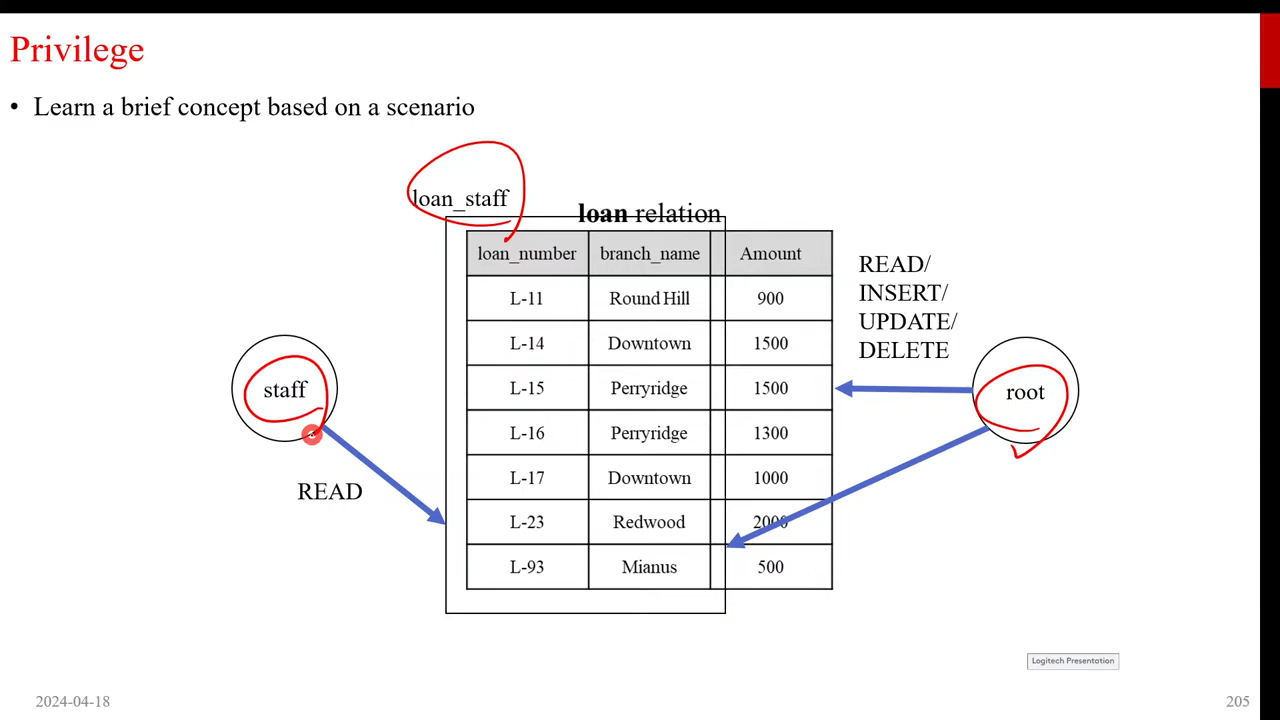 Privilege
• Learn a brief concept based on a scenario
loan_staff
loan relation
loan_number branch_name Amount
L-11 Round Hill 900
L-14 Downtown 1500
L-15 Perryridge 1500
L-16 Perryridge 1300
L-17 Downtown 1000
L-23 Redwood 2000
L-93 Mianus 500
staff
READ
READ/
INSERT/
UPDATE/
DELETE
root
Logitech Presentation
2024-04-18
205